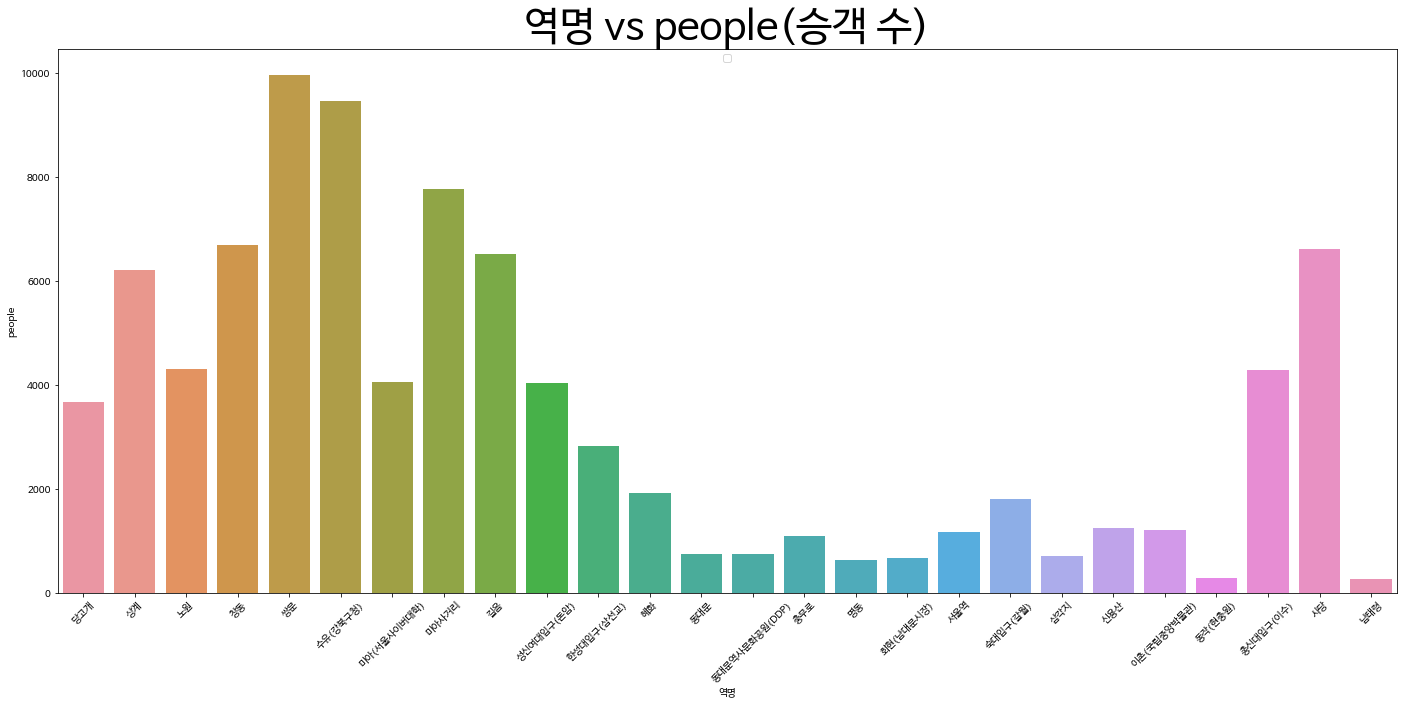 역명 vs people(승객 수)
people
10000
8000
6000
4000
2000
0
당고개
상계
노원
창동
쌍문
수유(강북구청)
미아(서울사이버대학)
미아사거리
길음
성신여대입구(돈암)
한성대입구(삼선교)
혜화
동대문
동대문역사문화공원(DDP)
충무로
명동
회현(남대문시장)
서울역
숙대입구(갈월)
삼각지
신용산
이촌(국립중앙박물관)
동작(현충원)
총신대입구(이수)
사당
남태령
역명